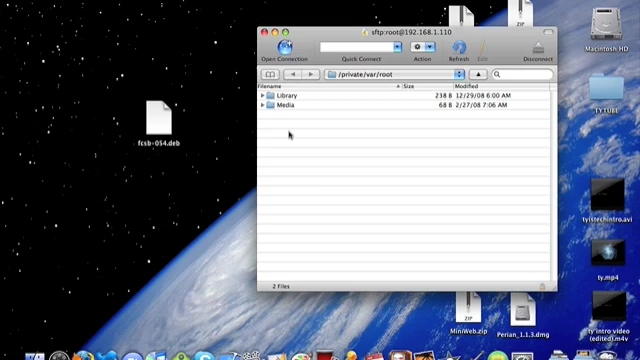 ZIP
ZIP
sftp:root@192.168.1.110
Open Connection
Quick Connect
Action
Refresh
Edit
Disconnect
/private/var/root
Filename
Size
Modified
Library
238 B
12/29/08 6:00 AM
Media
68 B
2/27/08 7:06 AM
2 Files
fcsb-054.deb
Macintosh HD
TYTUBE
tyistechintro.avi
ty.mp4
ty intro video
(edited).m4v
ZIP
MiniWeb.zip
Perian_1.1.3.dmg